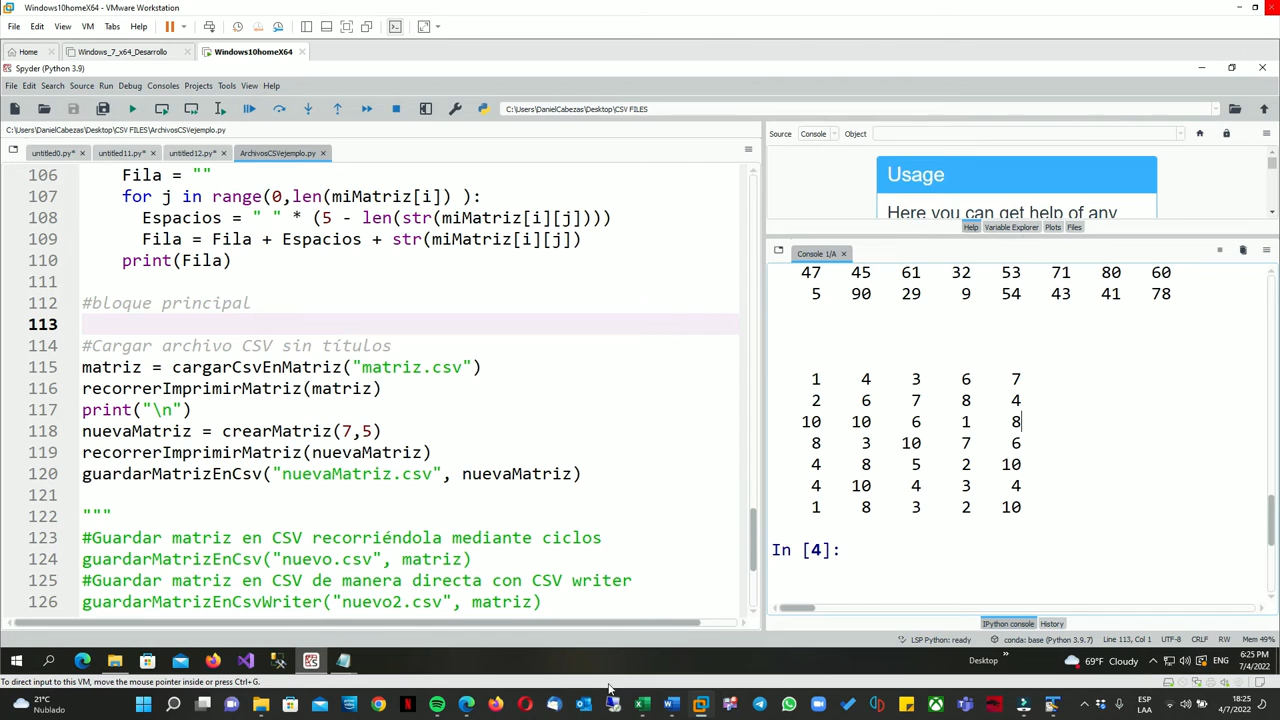 Windows10homeX64 - VMware Workstation
File Edit View VM Tabs Help
Home Windows_7_x64_Desarrollo Windows10homeX64
Spyder (Python 3.9)
File Edit Search Source Run Debug Consoles Projects Tools View Help
C:\Users\DanielCabezas\Desktop\CSV FILES
C:\Users\DanielCabezas\Desktop\CSV FILES\ArchivosCSVejemplo.py
untitled0.py* untitled11.py* untitled12.py* ArchivosCSVejemplo.py
106 Fila = ""
107 for j in range(0,len(miMatriz[i]) ):
108 Espacios = " " * (5 - len(str(miMatriz[i][j])))
109 Fila = Fila + Espacios + str(miMatriz[i][j])
110 print(Fila)
111
112 #bloque principal
113
114 #Cargar archivo CSV sin títulos
115 matriz = cargarCsvEnMatriz("matriz.csv")
116 recorrerImprimirMatriz(matriz)
117 print("\n")
118 nuevaMatriz = crearMatriz(7,5)
119 recorrerImprimirMatriz(nuevaMatriz)
120 guardarMatrizEnCsv("nuevaMatriz.csv", nuevaMatriz)
121
122 """
123 #Guardar matriz en CSV recorriéndola mediante ciclos
124 guardarMatrizEnCsv("nuevo.csv", matriz)
125 #Guardar matriz en CSV de manera directa con CSV writer
126 guardarMatrizEnCsvWriter("nuevo2.csv", matriz)
Source Console Object
Usage
Here you can get help of any
Help Variable Explorer Plots Files
Console 1/A
47 45 61 32 53 71 80 60
5 90 29 9 54 43 41 78
1 4 3 6 7
2 6 7 8 4
10 10 6 1 8
8 3 10 7 6
4 8 5 2 10
4 10 4 3 4
1 8 3 2 10
In [4]:
IPython console History
LSP Python: ready conda: base (Python 3.9.7) Line 113, Col 1 UTF-8 CRLF RW Mem 49%
Desktop 69°F Cloudy ENG 6:25 PM
7/4/2022
To direct input to this VM, move the mouse pointer inside or press Ctrl+G.
21°C
Nublado
ESP
LAA
18:25
4/7/2022